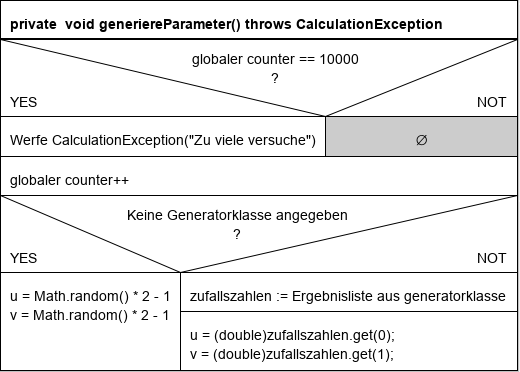 private void generiereParameter() throws CalculationException
globaler counter == 10000
?
YES
NOT
Werfe CalculationException("Zu viele versuche")
∅
globaler counter++
Keine Generatorklasse angegeben
?
YES
NOT
u = Math.random() * 2 - 1
v = Math.random() * 2 - 1
zufallszahlen := Ergebnisliste aus generatorklasse
u = (double)zufallszahlen.get(0);
v = (double)zufallszahlen.get(1);